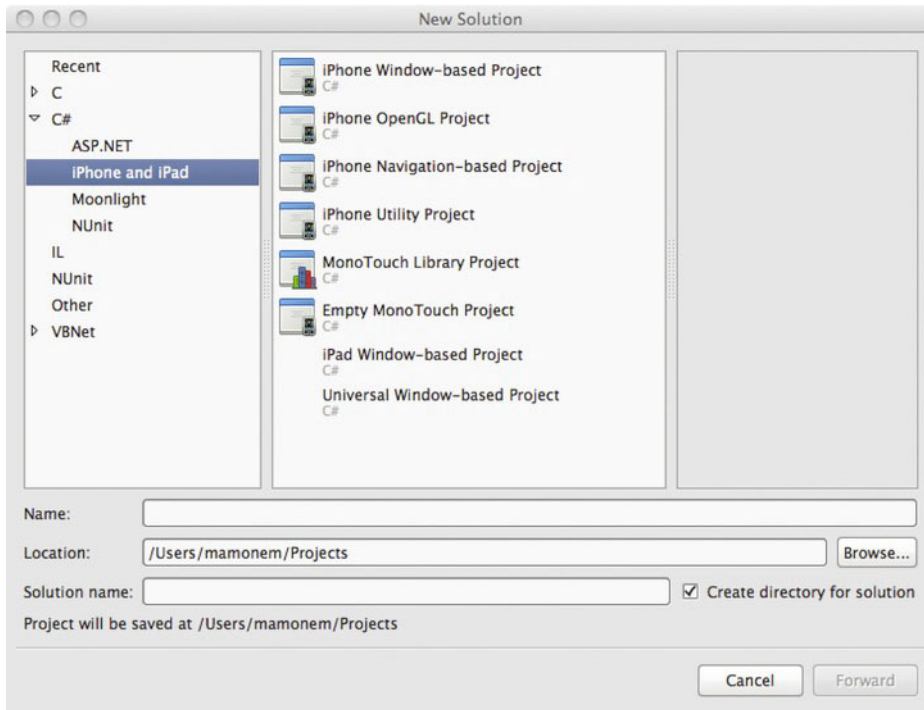 New Solution
Recent
C
C#
ASP.NET
iPhone and iPad
Moonlight
NUnit
IL
NUnit
Other
VBNet
iPhone Window-based Project
C#
iPhone OpenGL Project
C#
iPhone Navigation-based Project
C#
iPhone Utility Project
C#
MonoTouch Library Project
C#
Empty MonoTouch Project
C#
iPad Window-based Project
C#
Universal Window-based Project
C#
Name:
Location: /Users/mamonem/Projects Browse...
Solution name: Create directory for solution
Project will be saved at /Users/mamonem/Projects
Cancel Forward